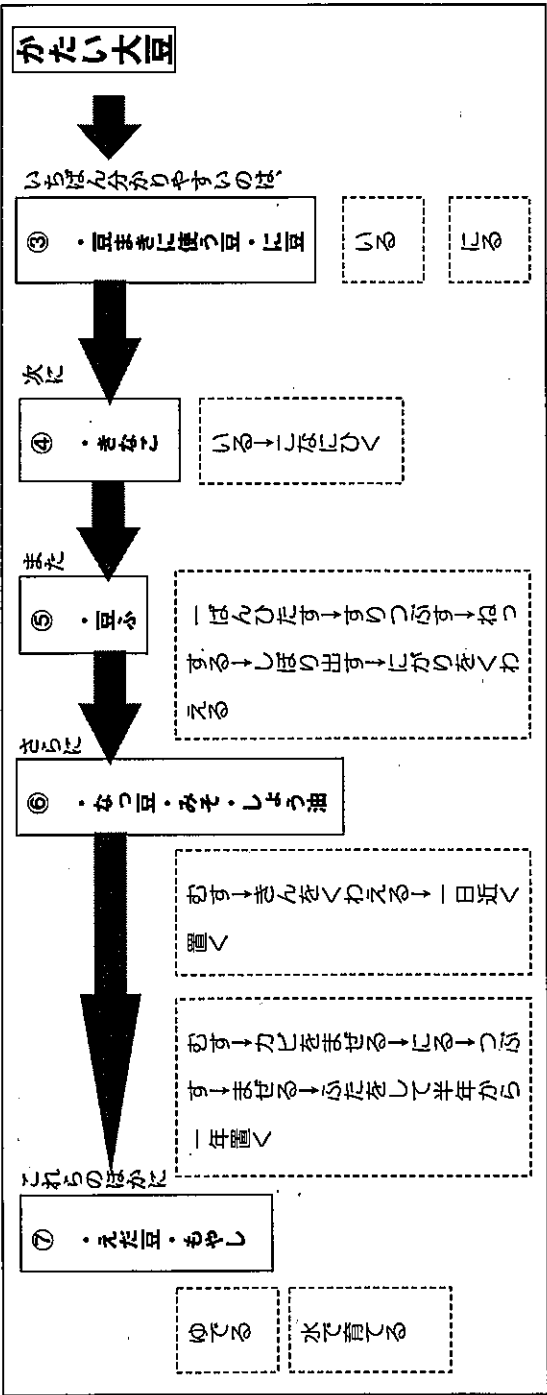 かたい大豆
いちばん分かりやすいのは、
③ ・豆まきに使う豆・に豆
いる
にる
次に
④ ・きなこ
いる→こなにひく
また
⑤ ・豆ふ
一ばんひたす→すりつぶす→ねっ
する→しぼり出す→にがりをくわ
える
さらに
⑥ ・なっ豆・みそ・しょう油
むす→きんをくわえる→一日近く
置く
むす→カビをまぜる→にる→つぶ
す→まぜる→ふたをして半年から
一年置く
これらのほかに
⑦ ・えだ豆・もやし
ゆでる
水で育てる